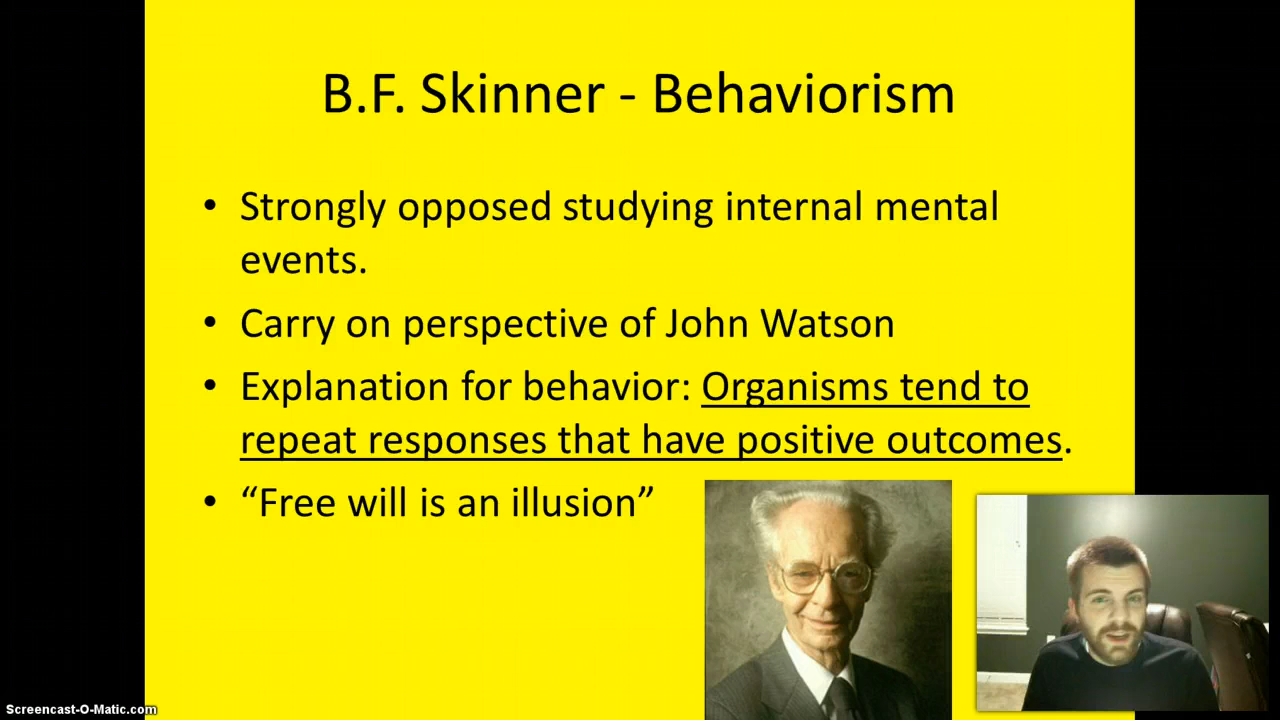 B.F. Skinner - Behaviorism
• Strongly opposed studying internal mental
events.
• Carry on perspective of John Watson
• Explanation for behavior: Organisms tend to
repeat responses that have positive outcomes.
• “Free will is an illusion”
Screencast-O-Matic.com